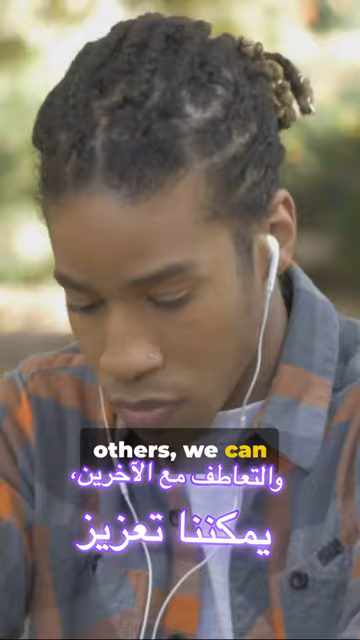 others, we can
والتعاطف مع الآخرين،
يمكننا تعزيز